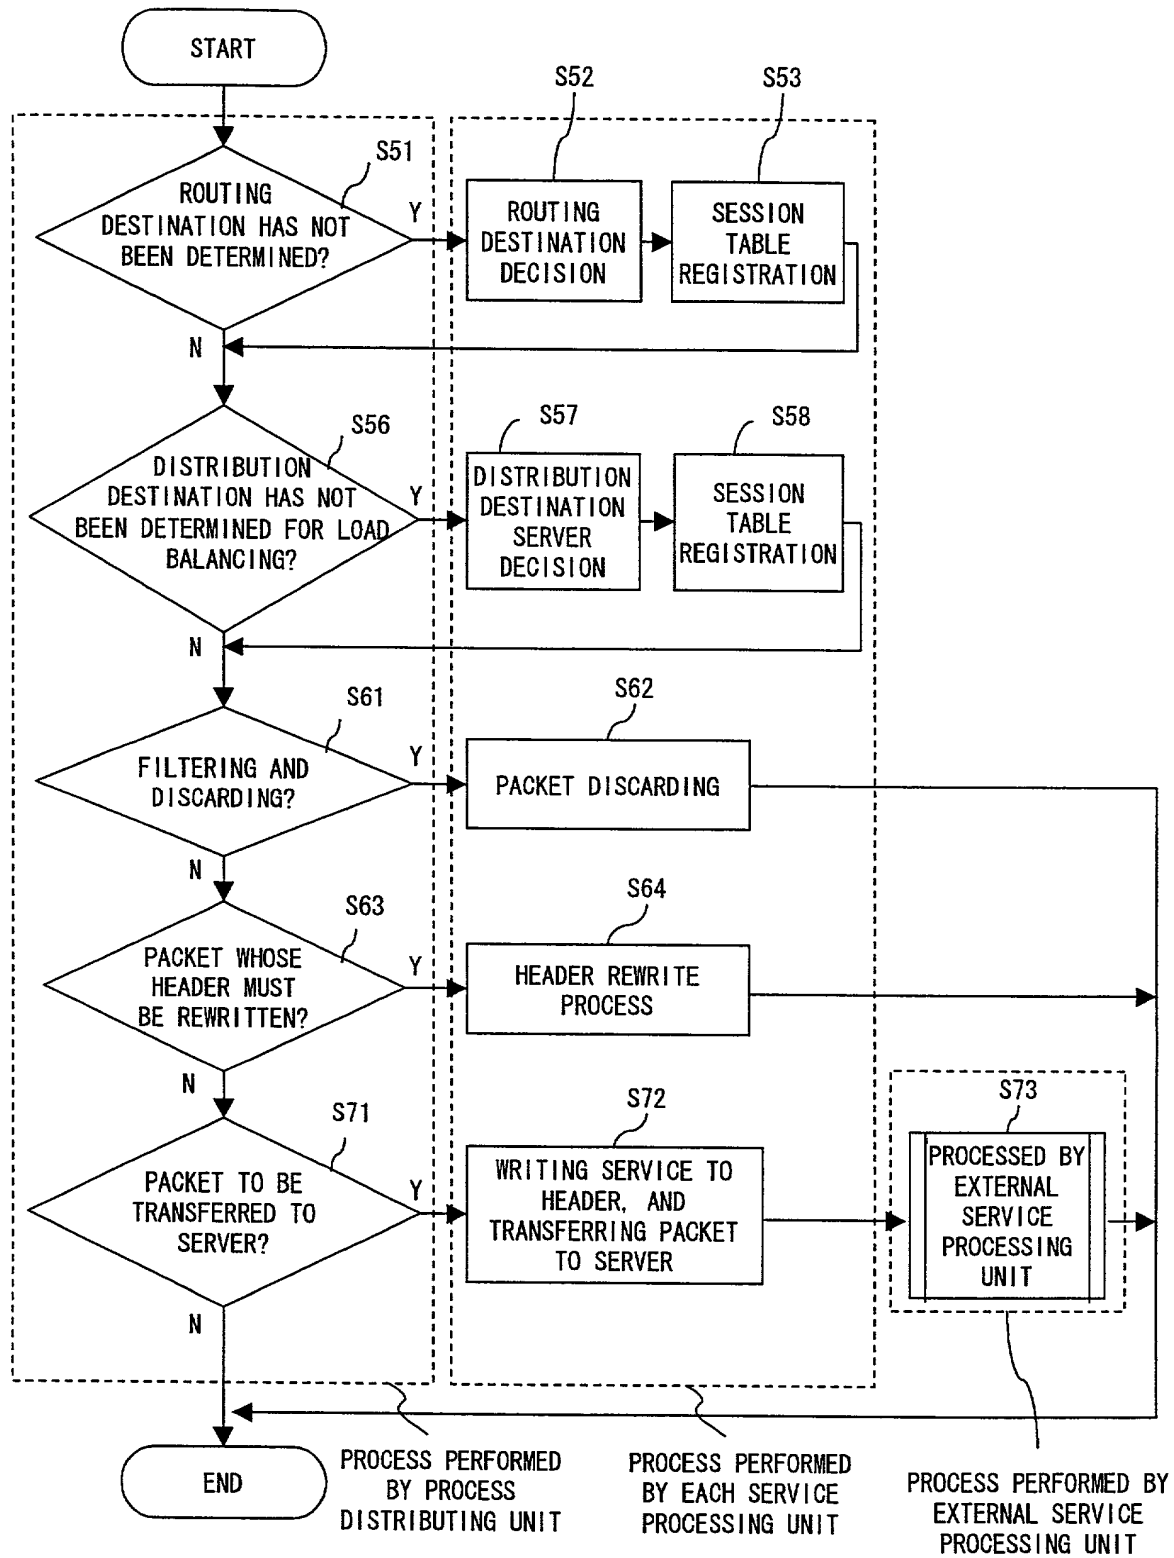 START
S52
S53
S51
ROUTING
DESTINATION HAS NOT
BEEN DETERMINED?
Y
ROUTING
DESTINATION
DECISION
SESSION
TABLE
REGISTRATION
N
S56
S57
S58
DISTRIBUTION
DESTINATION HAS NOT
BEEN DETERMINED FOR LOAD
BALANCING?
Y
DISTRIBUTION
DESTINATION
SERVER
DECISION
SESSION
TABLE
REGISTRATION
N
S61
S62
FILTERING AND
DISCARDING?
Y
PACKET DISCARDING
N
S63
S64
PACKET WHOSE
HEADER MUST
BE REWRITTEN?
Y
HEADER REWRITE
PROCESS
N
S71
S72
S73
PACKET TO BE
TRANSFERRED TO
SERVER?
Y
WRITING SERVICE TO
HEADER, AND
TRANSFERRING PACKET
TO SERVER
PROCESSED BY
EXTERNAL
SERVICE
PROCESSING
UNIT
N
END
PROCESS PERFORMED
BY PROCESS
DISTRIBUTING UNIT
PROCESS PERFORMED
BY EACH SERVICE
PROCESSING UNIT
PROCESS PERFORMED BY
EXTERNAL SERVICE
PROCESSING UNIT